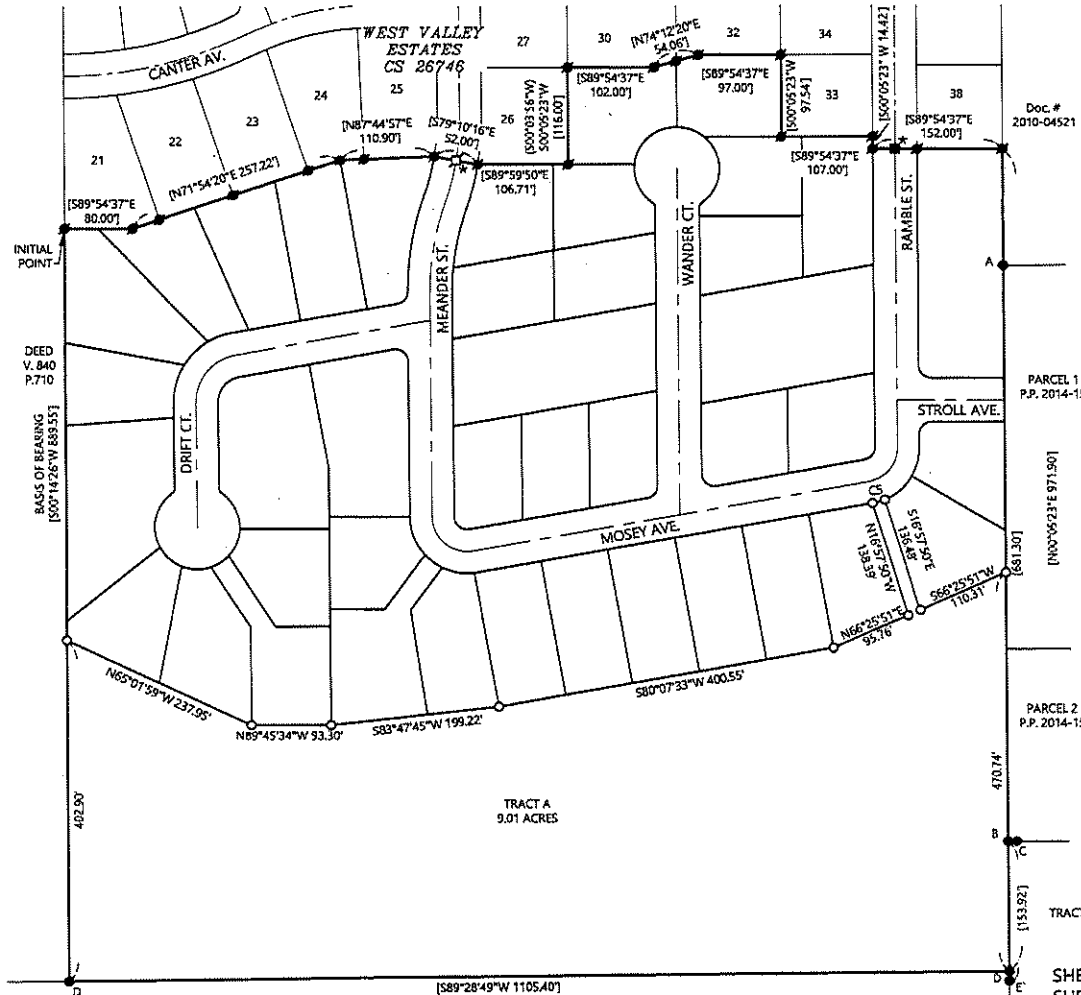 WEST VALLEY
ESTATES
CS 26746
CANTER AV.
21
22
23
24
25
26
27
30
32
34
33
38
[N74°12'20"E
54.06']
[S89°54'37"E
102.00']
[S89°54'37"E
97.00']
[S00°05'23"W
97.54']
[S00°05'23" W 14.42']
[S89°54'37"E
152.00']
[S89°54'37"E
107.00']
Doc. #
2010-04521
(S00°03'56"W)
S00°05'23"W
[116.00']
[N87°44'57"E
110.90']
[S79°10'16"E
52.00']
*
*
[S89°59'50"E
106.71']
[N71°54'20"E 257.22']
[S89°54'37"E
80.00']
INITIAL
POINT
MEANDER ST.
WANDER CT.
RAMBLE ST.
A
DEED
V. 840
P.710
PARCEL 1
P.P. 2014-15
STROLL AVE.
DRIFT CT.
BASIS OF BEARING
[S00°14'26"W 889.55']
[N00°05'23"E 971.90']
MOSEY AVE.
C5
N16°57'50"W
138.39'
S16°57'50"E
136.48'
[681.30']
S66°25'51"W
110.31'
N66°25'51"E
95.76'
N65°01'59"W 237.95'
N89°45'34"W 93.30'
S83°47'45"W 199.22'
S80°07'33"W 400.55'
PARCEL 2
P.P. 2014-15
402.90'
470.74'
TRACT A
9.01 ACRES
B
C
[153.92']
TRACT
D
E
SHE
[S89°28'49"W 1105.40']